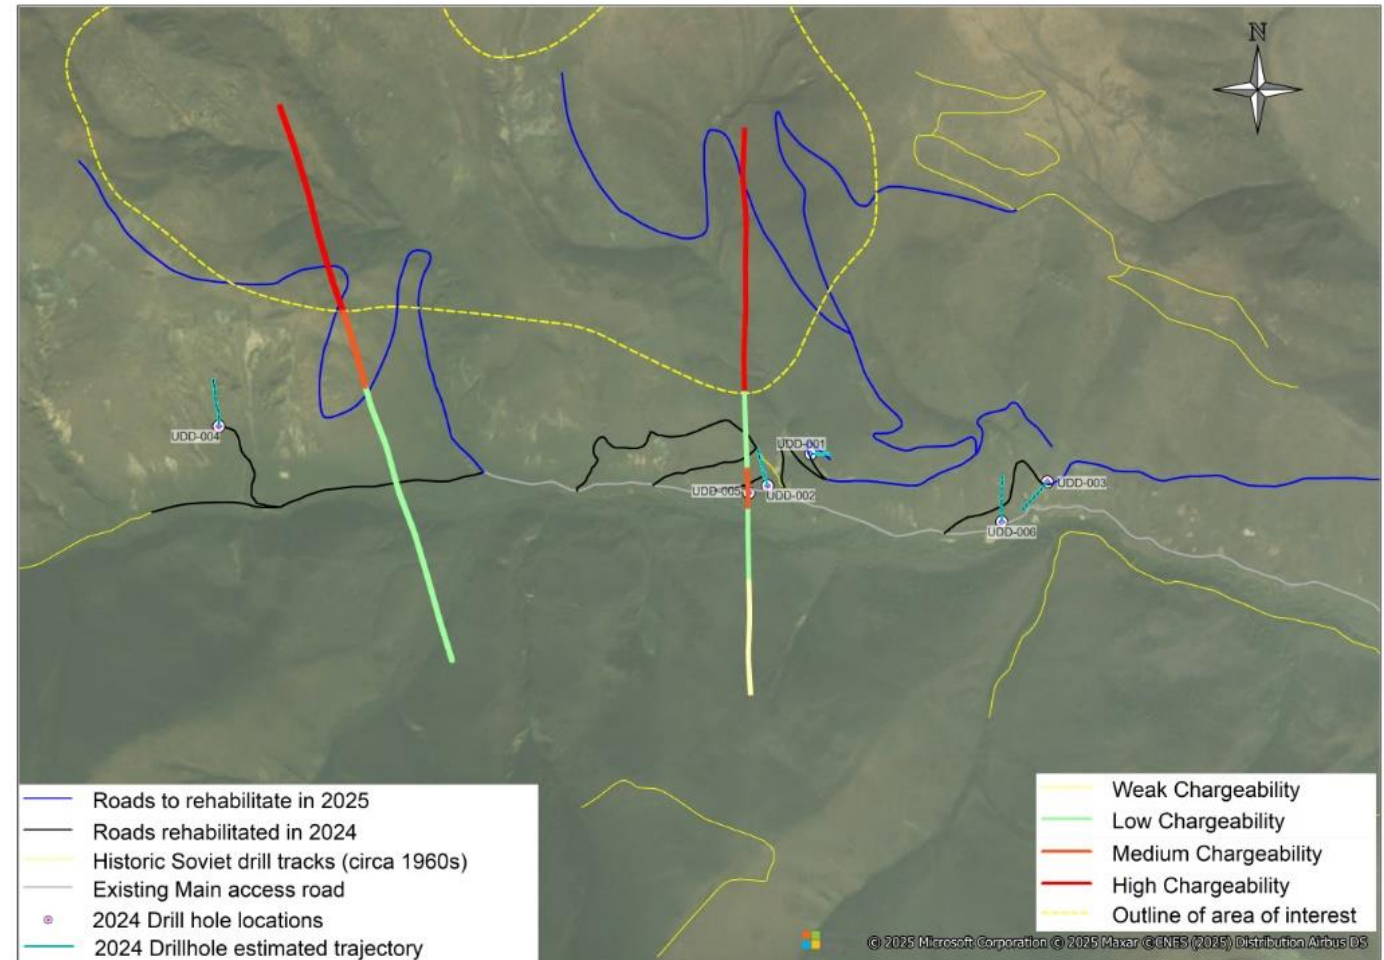 N
UDD-004
UDD-001
UDD-005
UDD-002
UDD-003
UDD-006
Roads to rehabilitate in 2025
Roads rehabilitated in 2024
Historic Soviet drill tracks (circa 1960s)
Existing Main access road
2024 Drill hole locations
2024 Drillhole estimated trajectory
Weak Chargeability
Low Chargeability
Medium Chargeability
High Chargeability
Outline of area of interest
© 2025 Microsoft Corporation © 2025 Maxar ©CNES (2025) Distribution Airbus DS